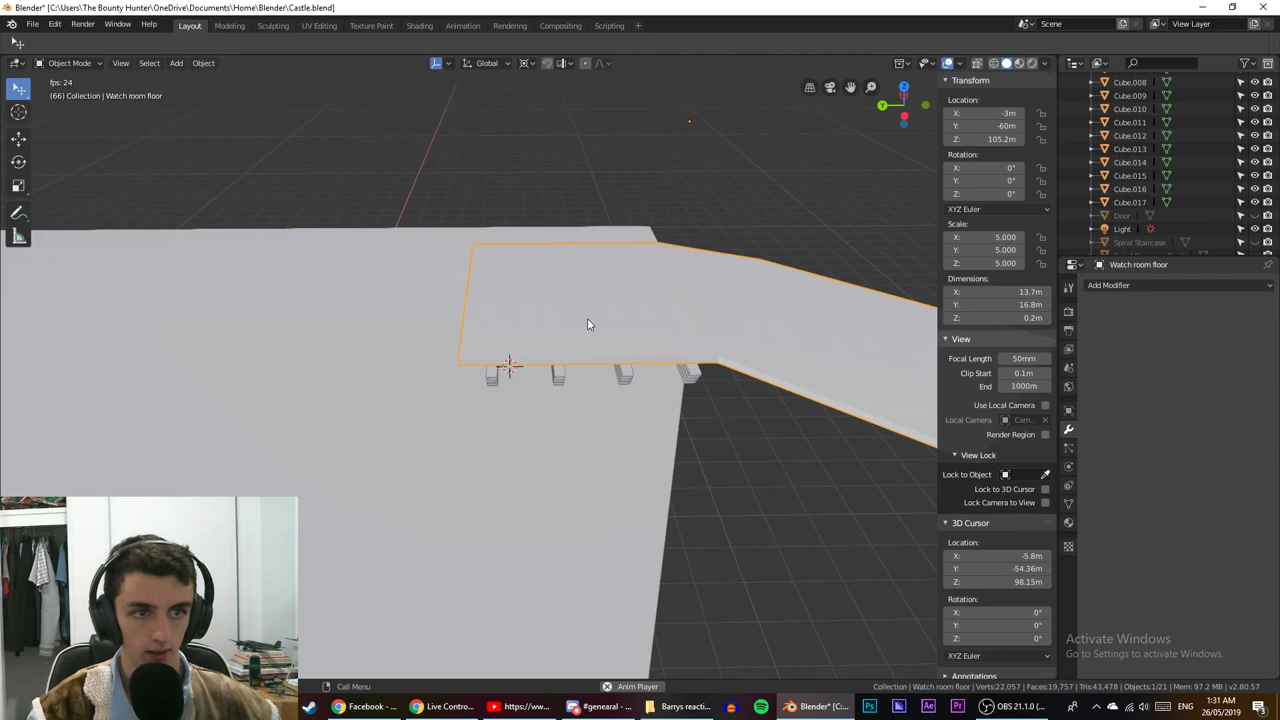 Blender* [C:\Users\The Bounty Hunter\OneDrive\Documents\Home\Blender\Castle.blend]
File Edit Render Window Help Layout Modeling Sculpting UV Editing Texture Paint Shading Animation Rendering Compositing Scripting + Scene View Layer
Object Mode View Select Add Object Global
fps: 24
(66) Collection | Watch room floor
Z
Y
Transform
Location:
X: -3m
Y: -60m
Z: 105.2m
Rotation:
X: 0°
Y: 0°
Z: 0°
XYZ Euler
Scale:
X: 5.000
Y: 5.000
Z: 5.000
Dimensions:
X: 13.7m
Y: 16.8m
Z: 0.2m
View
Focal Length 50mm
Clip Start 0.1m
End 1000m
Use Local Camera
Local Camera Cam...
Render Region
View Lock
Lock to Object
Lock to 3D Cursor
Lock Camera to View
3D Cursor
Location:
X: -5.8m
Y: -54.36m
Z: 98.15m
Rotation:
X: 0°
Y: 0°
Z: 0°
XYZ Euler
Annotations
Cube.008
Cube.009
Cube.010
Cube.011
Cube.012
Cube.013
Cube.014
Cube.015
Cube.016
Cube.017
Door
Light
Spiral Staircase
Watch room floor
Add Modifier
Activate Windows
Go to Settings to activate Windows.
Call Menu Anim Player Collection | Watch room floor | Verts:22,057 | Faces:19,757 | Tris:43,478 | Objects:1/21 | Mem: 97.2 MB | v2.80.57
Facebook - ... Live Contro... https://ww... #genearal - ... Barrys reacti... Blender* [C:\... Ps Ae Pr OBS 21.1.0 (... 1:31 AM
26/05/2019